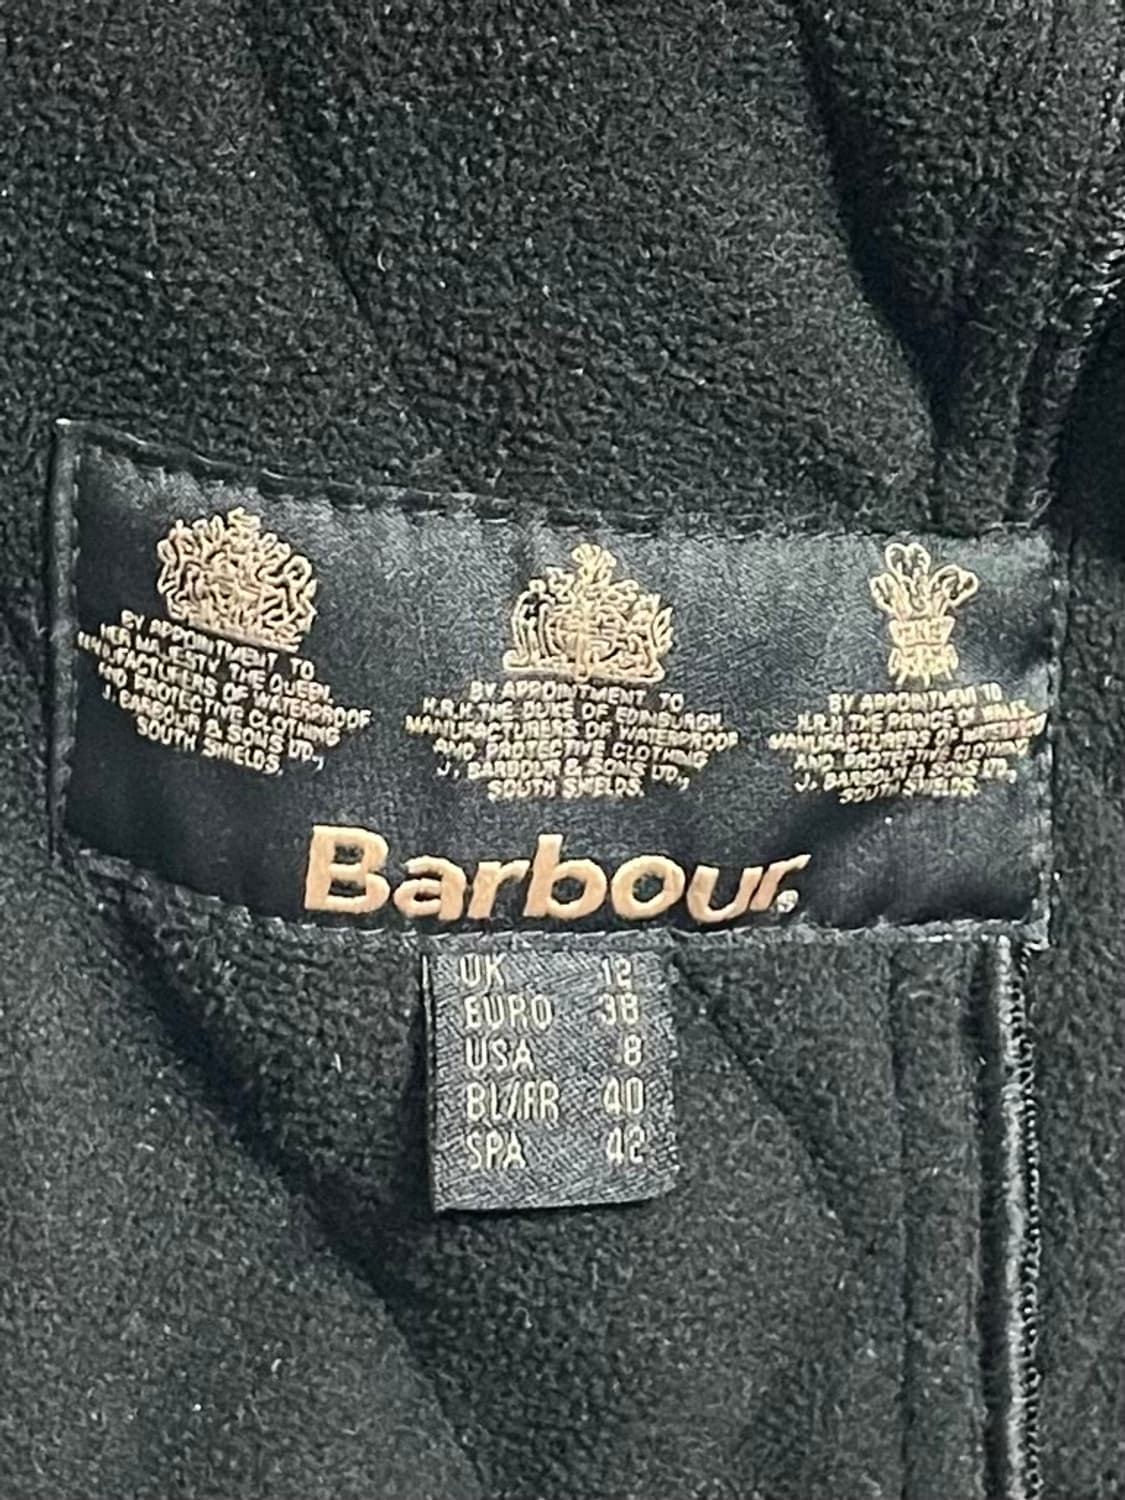 BY APPOINTMENT TO
HER MAJESTY THE QUEEN,
MANUFACTURERS OF WATERPROOF
AND PROTECTIVE CLOTHING
J. BARBOUR & SONS LTD.,
SOUTH SHIELDS.
BY APPOINTMENT TO
H.R.H. THE DUKE OF EDINBURGH
MANUFACTURERS OF WATERPROOF
AND PROTECTIVE CLOTHING
J. BARBOUR & SONS LTD.,
SOUTH SHIELDS.
BY APPOINTMENT TO
H.R.H. THE PRINCE OF WALES
MANUFACTURERS OF
AND PROTECTIVE CLOTHING
J. BARBOUR & SONS LTD.,
SOUTH SHIELDS.
Barbour®
UK 12
EURO 38
USA 8
BL/FR 40
SPA 42